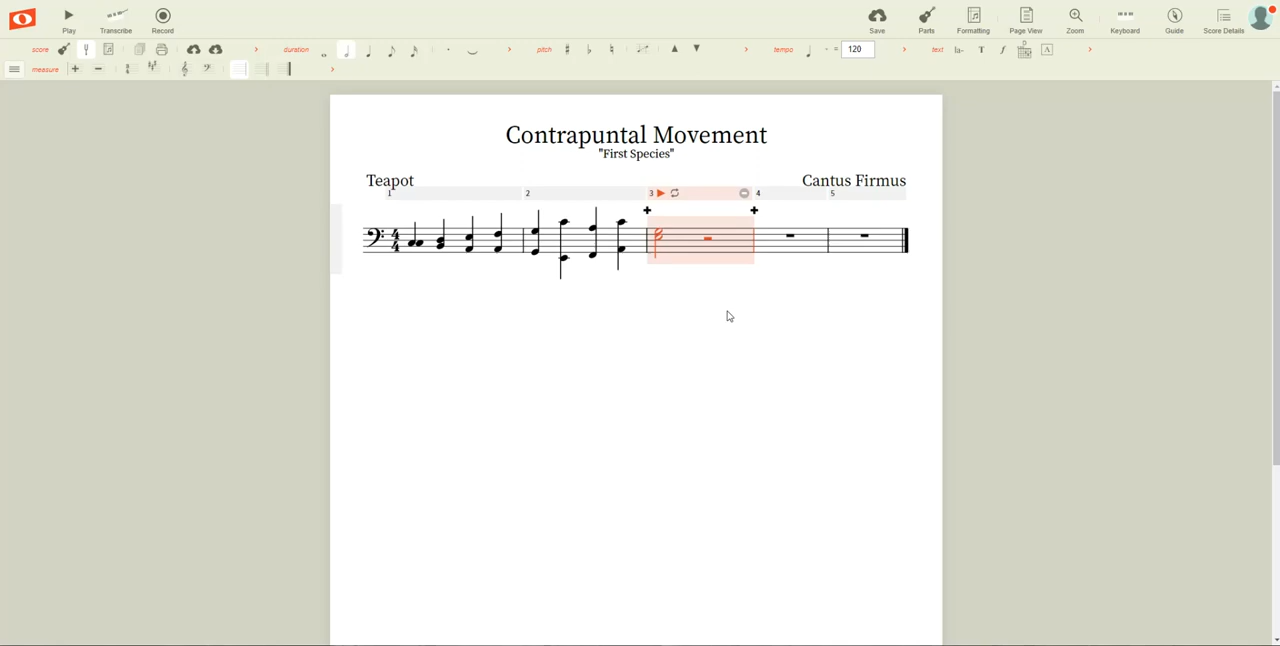 Play Transcribe Record Save Parts Formatting Page View Zoom Keyboard Guide Score Details
score duration pitch tempo = 120 text la- T f D A
measure
Contrapuntal Movement
"First Species"
Teapot Cantus Firmus
1 2 3 4 5